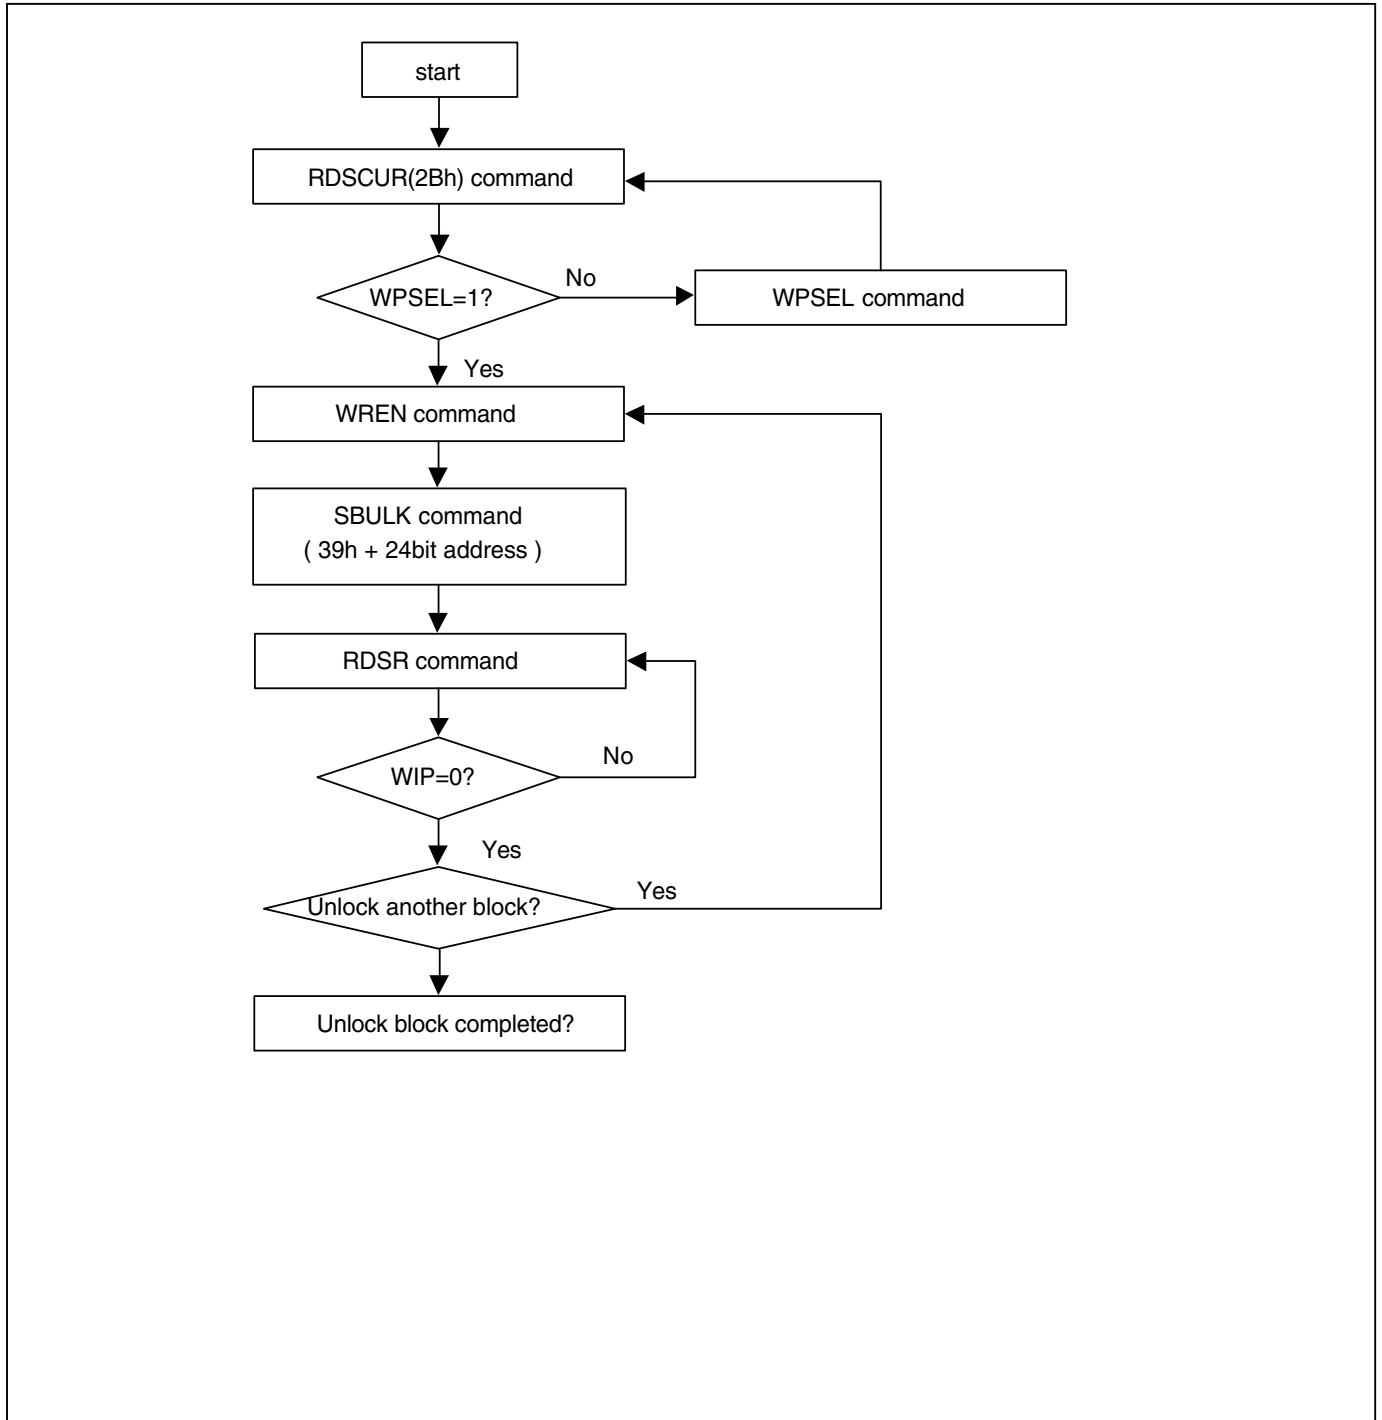 start
RDSCUR(2Bh) command
WPSEL=1?
No
WPSEL command
Yes
WREN command
SBULK command
( 39h + 24bit address )
RDSR command
WIP=0?
No
Yes
Unlock another block?
Yes
Unlock block completed?